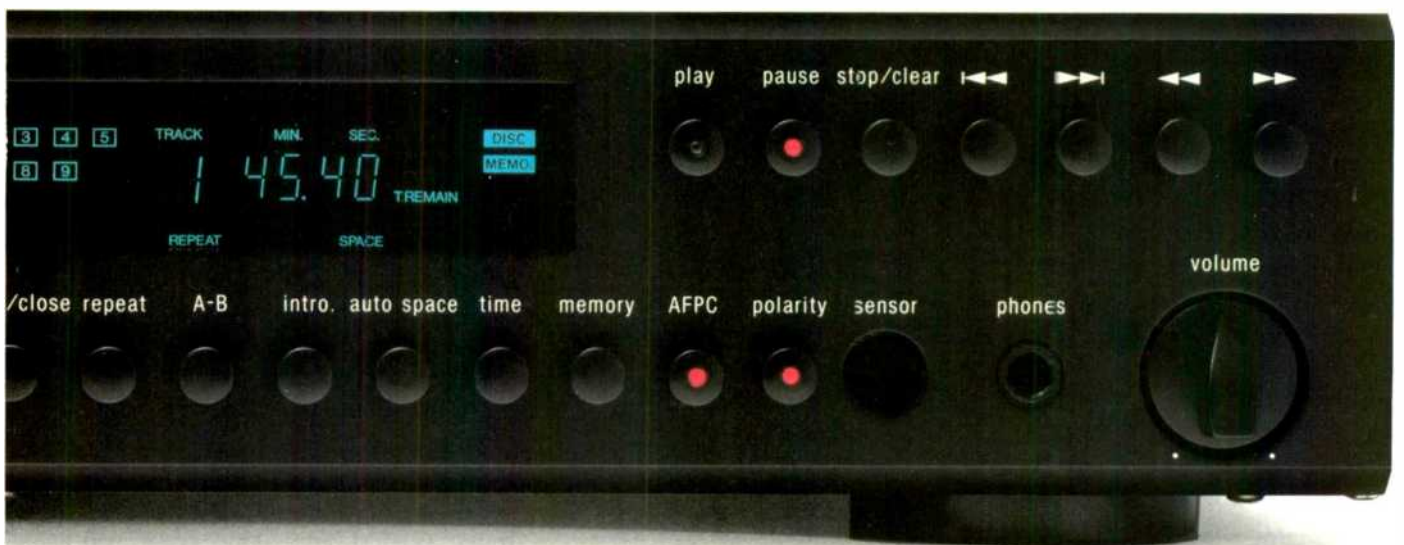 play pause stop/clear
3 4 5 TRACK MIN. SEC. DISC
8 9 1 45.40 T.REMAIN MEMO.
REPEAT SPACE
volume
/close repeat A-B intro. auto space time memory AFPC polarity sensor phones